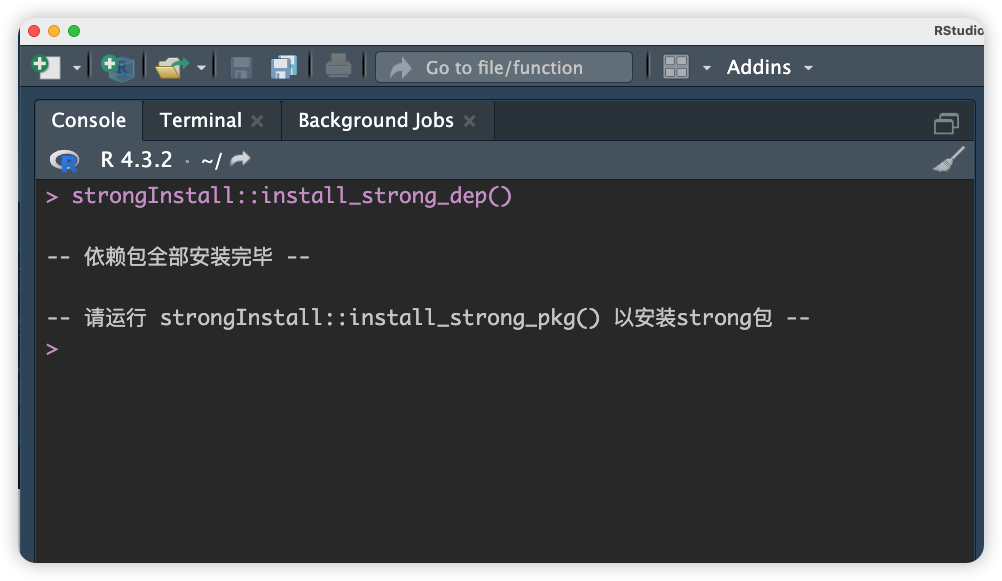 RStudio
Go to file/function
Addins
Console Terminal Background Jobs
R 4.3.2 · ~/
> strongInstall::install_strong_dep()
-- 依赖包全部安装完毕 --
-- 请运行 strongInstall::install_strong_pkg() 以安装strong包 --
>